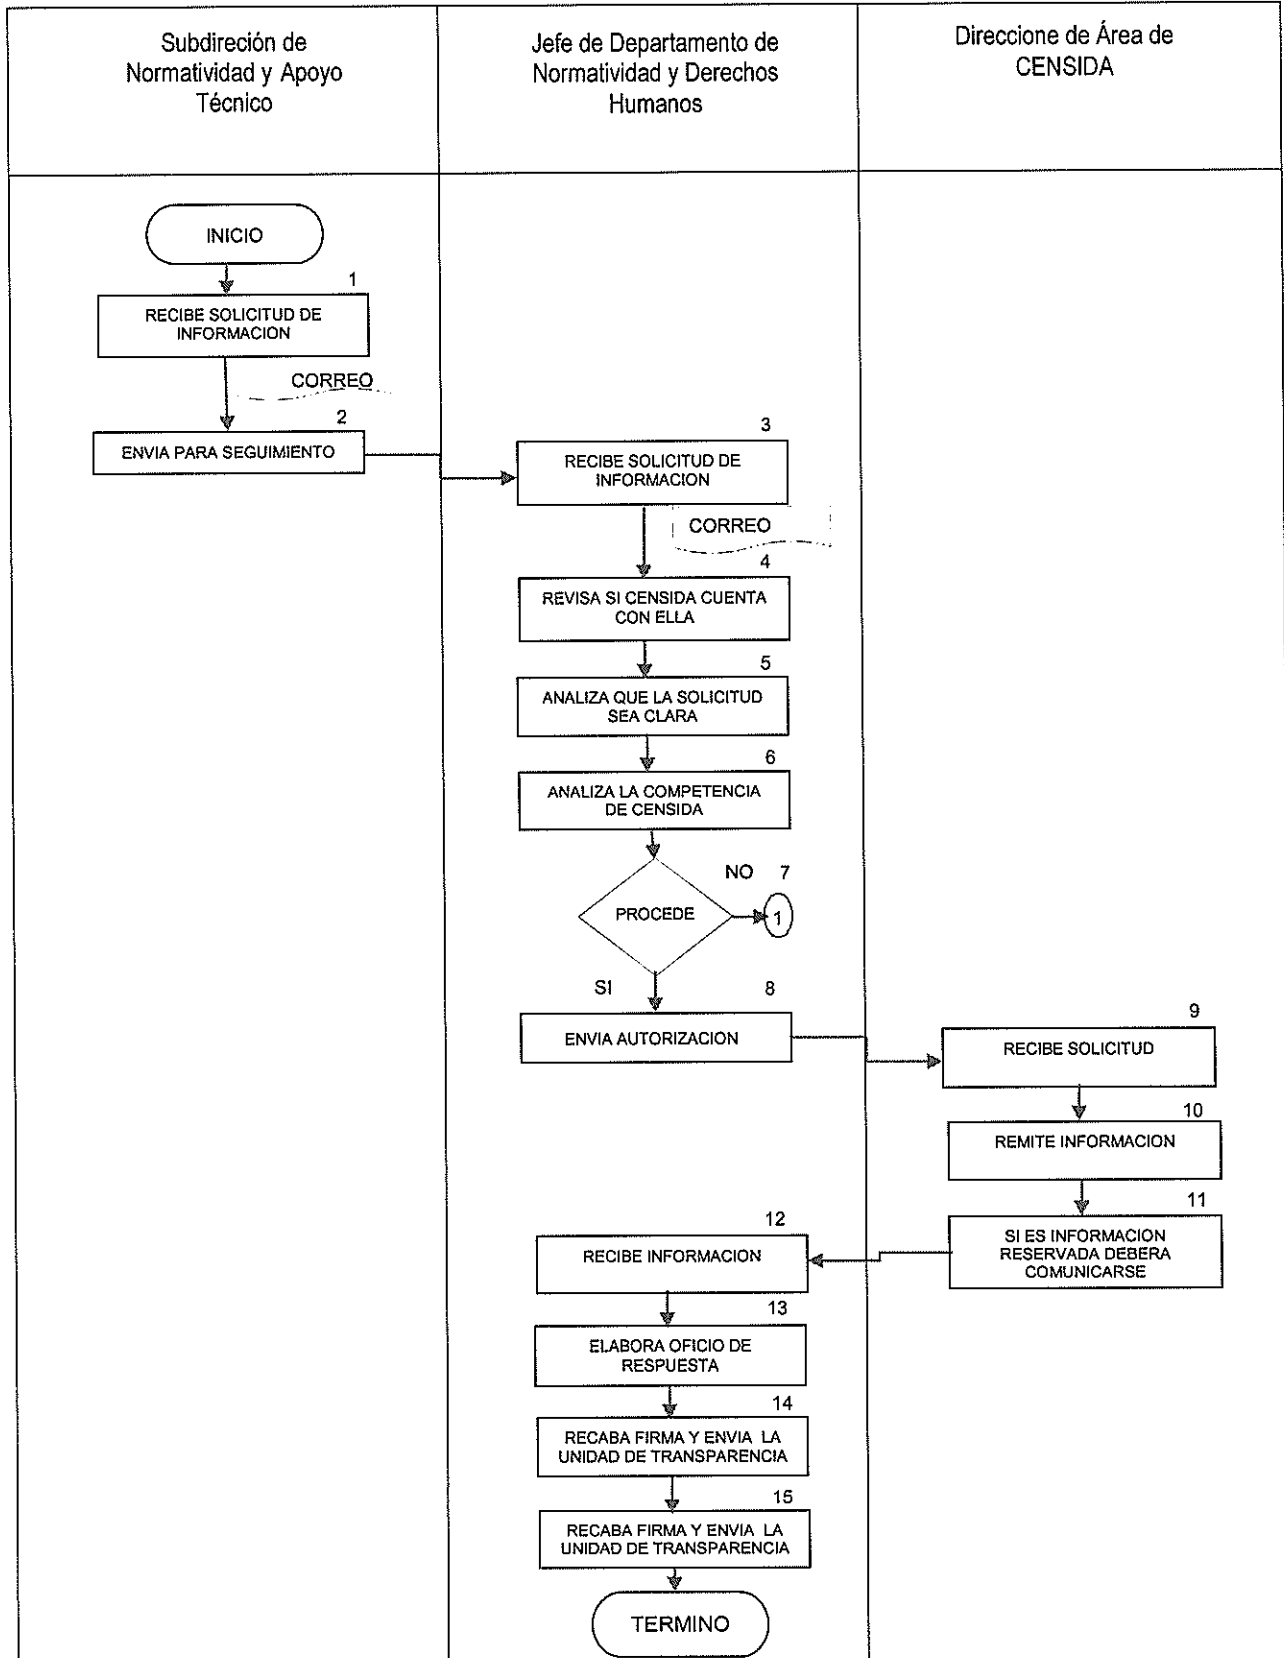 Subdireción de
Normatividad y Apoyo
Técnico
Jefe de Departamento de
Normatividad y Derechos
Humanos
Direccione de Área de
CENSIDA
INICIO
1
RECIBE SOLICITUD DE
INFORMACION
CORREO
2
ENVIA PARA SEGUIMIENTO
3
RECIBE SOLICITUD DE
INFORMACION
CORREO
4
REVISA SI CENSIDA CUENTA
CON ELLA
5
ANALIZA QUE LA SOLICITUD
SEA CLARA
6
ANALIZA LA COMPETENCIA
DE CENSIDA
NO 7
PROCEDE
1
SI
8
ENVIA AUTORIZACION
9
RECIBE SOLICITUD
10
REMITE INFORMACION
11
SI ES INFORMACION
RESERVADA DEBERA
COMUNICARSE
12
RECIBE INFORMACION
13
ELABORA OFICIO DE
RESPUESTA
14
RECABA FIRMA Y ENVIA LA
UNIDAD DE TRANSPARENCIA
15
RECABA FIRMA Y ENVIA LA
UNIDAD DE TRANSPARENCIA
TERMINO